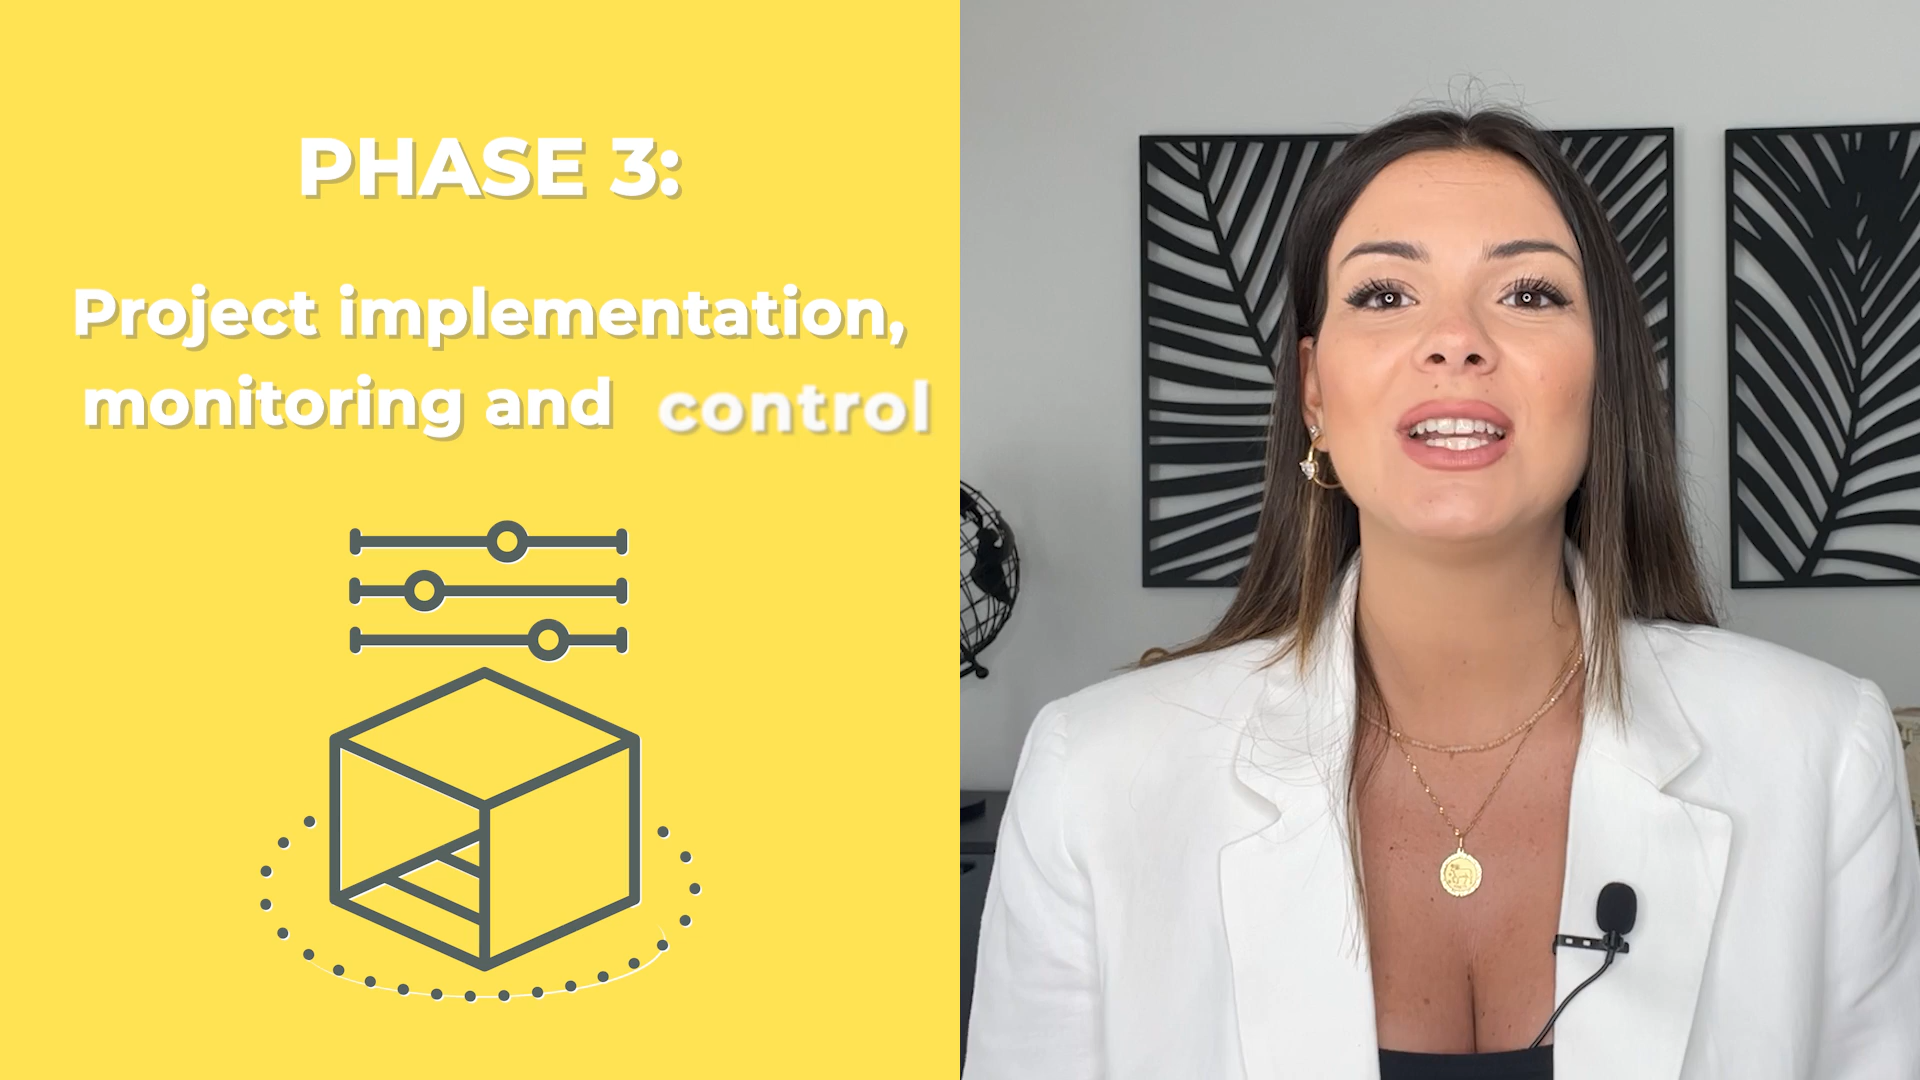 PHASE 3:
Project implementation,
monitoring and control